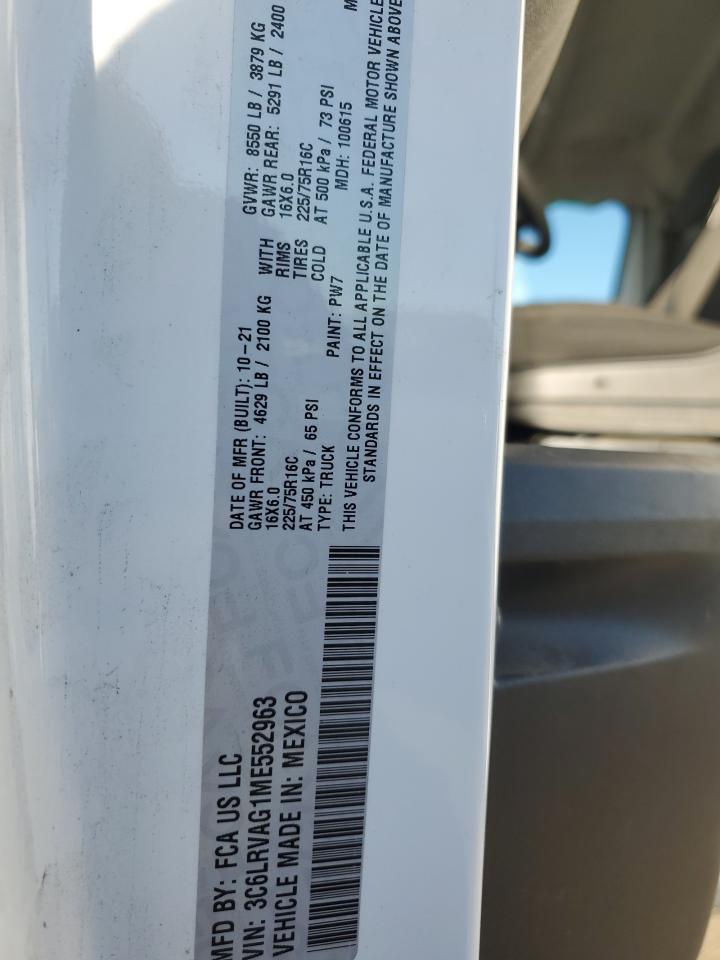 MFD BY: FCA US LLC
VIN: 3C6LRVAG1ME552963
VEHICLE MADE IN: MEXICO
DATE OF MFR (BUILT): 10-21
GVWR: 8550 LB / 3879 KG
GAWR FRONT: 4629 LB / 2100 KG
GAWR REAR: 5291 LB / 2400
16X6.0 WITH RIMS 16X6.0
225/75R16C TIRES 225/75R16C
AT 450 kPa / 65 PSI COLD AT 500 kPa / 73 PSI
TYPE: TRUCK PAINT: PW7 MDH: 100615
THIS VEHICLE CONFORMS TO ALL APPLICABLE U.S.A. FEDERAL MOTOR VEHICLE
STANDARDS IN EFFECT ON THE DATE OF MANUFACTURE SHOWN ABOVE